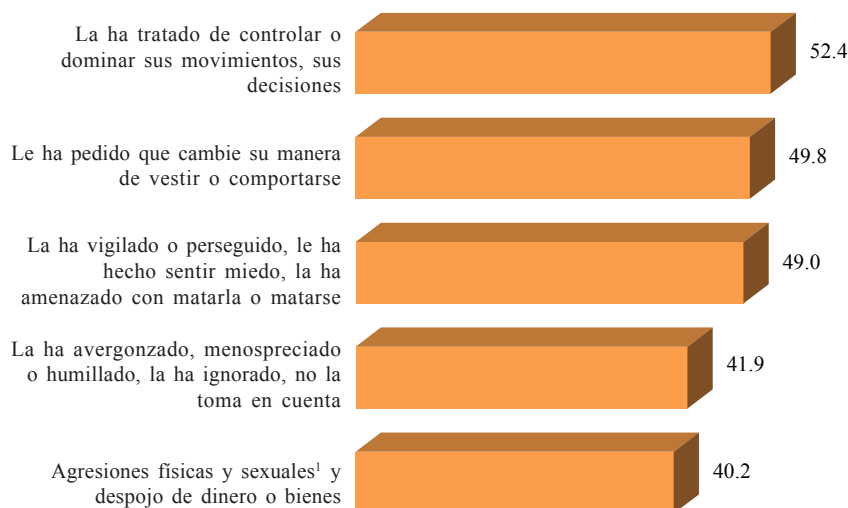 La ha tratado de controlar o
dominar sus movimientos, sus
decisiones
52.4
Le ha pedido que cambie su manera
de vestir o comportarse
49.8
La ha vigilado o perseguido, le ha
hecho sentir miedo, la ha
amenazado con matarla o matarse
49.0
La ha avergonzado, menospreciado
o humillado, la ha ignorado, no la
toma en cuenta
41.9
Agresiones físicas y sexuales¹ y
despojo de dinero o bienes
40.2